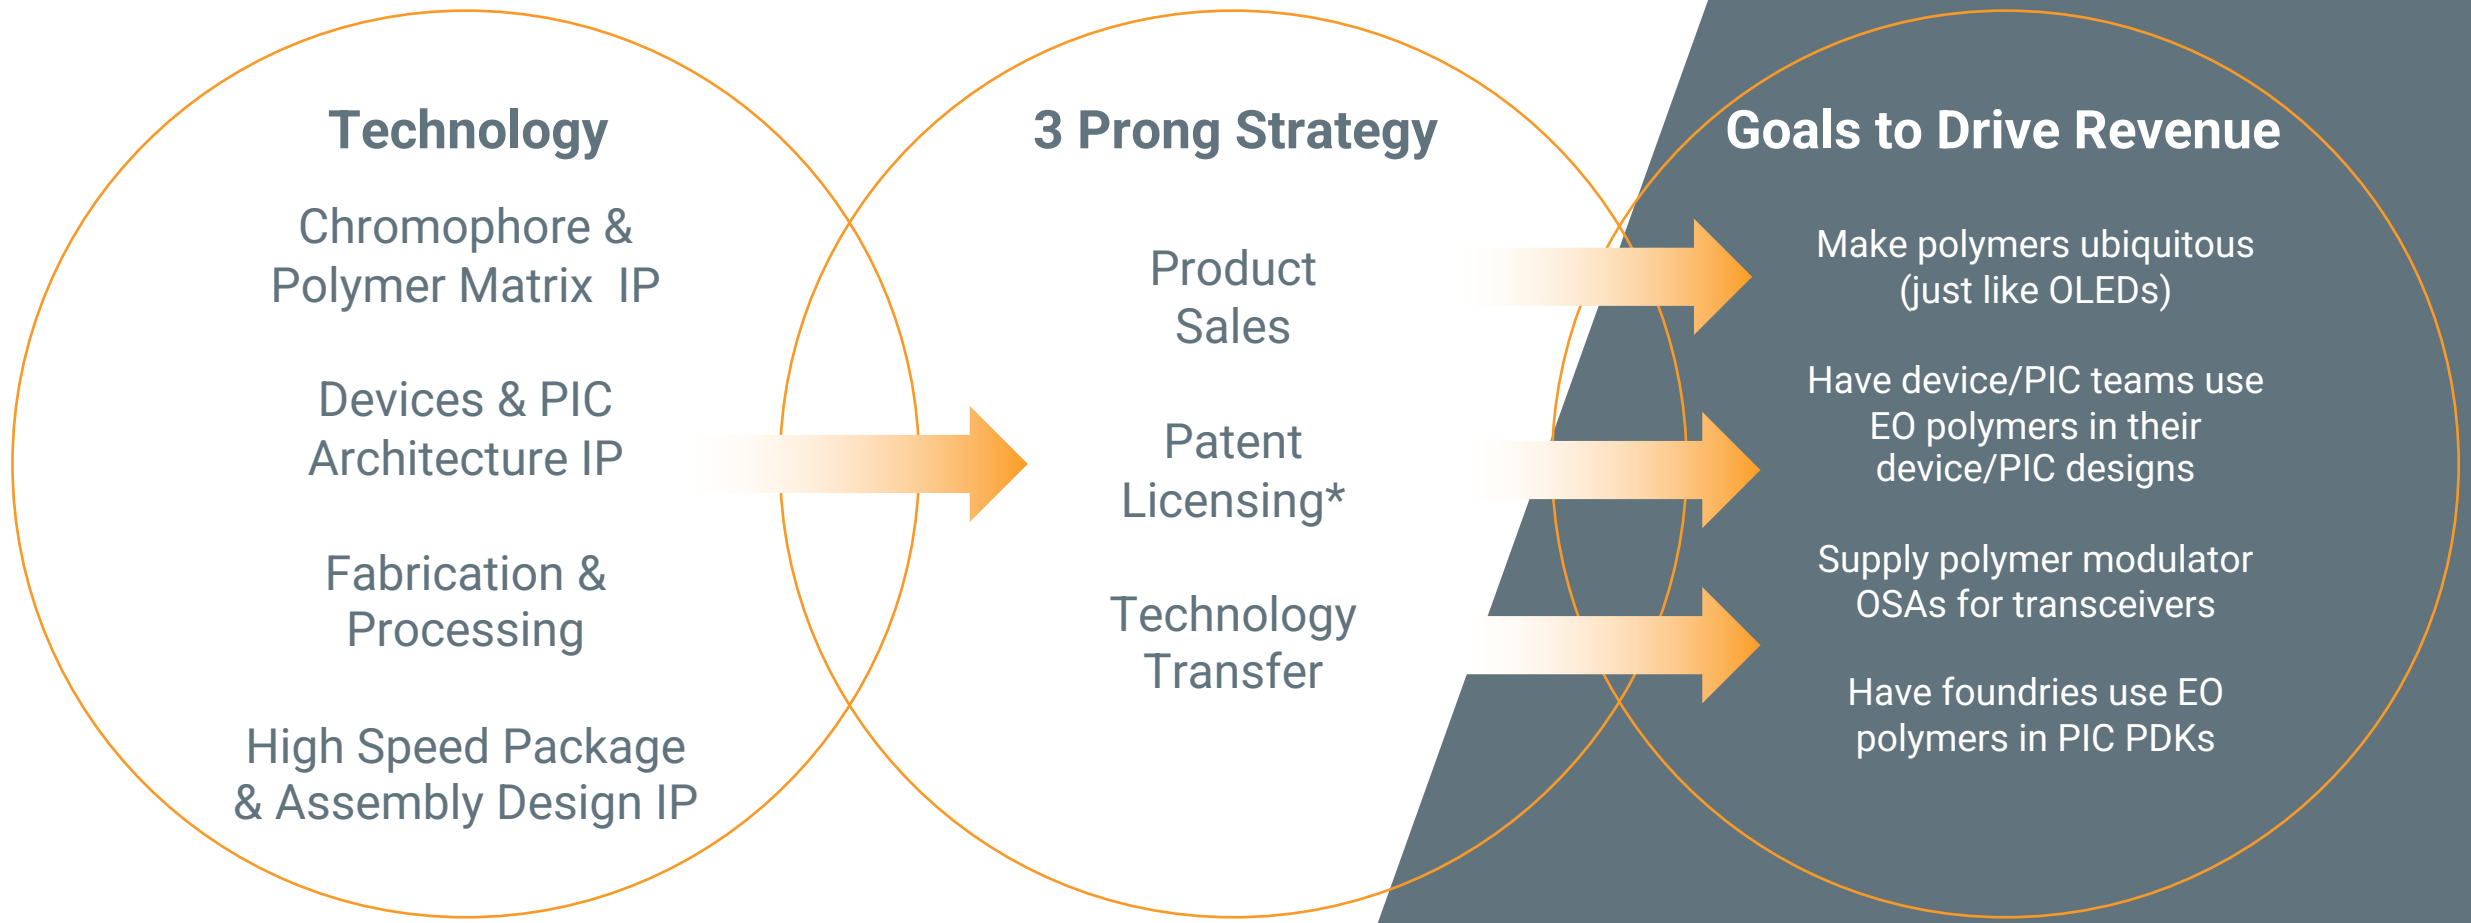 Technology
Chromophore &
Polymer Matrix  IP
Devices & PIC
Architecture IP
Fabrication &
Processing
High Speed Package
& Assembly Design IP
3 Prong Strategy
Product
Sales
Patent
Licensing*
Technology
Transfer
Goals to Drive Revenue
Make polymers ubiquitous
(just like OLEDs)
Have device/PIC teams use
EO polymers in their
device/PIC designs
Supply polymer modulator
OSAs for transceivers
Have foundries use EO
polymers in PIC PDKs